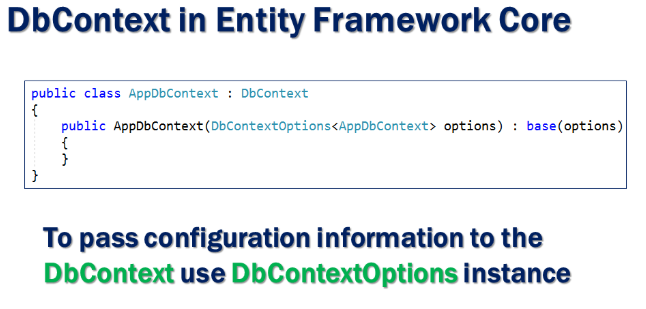 DbContext in Entity Framework Core
public class AppDbContext : DbContext
{
public AppDbContext(DbContextOptions<AppDbContext> options) : base(options)
{
}
}
To pass configuration information to the
DbContext use DbContextOptions instance